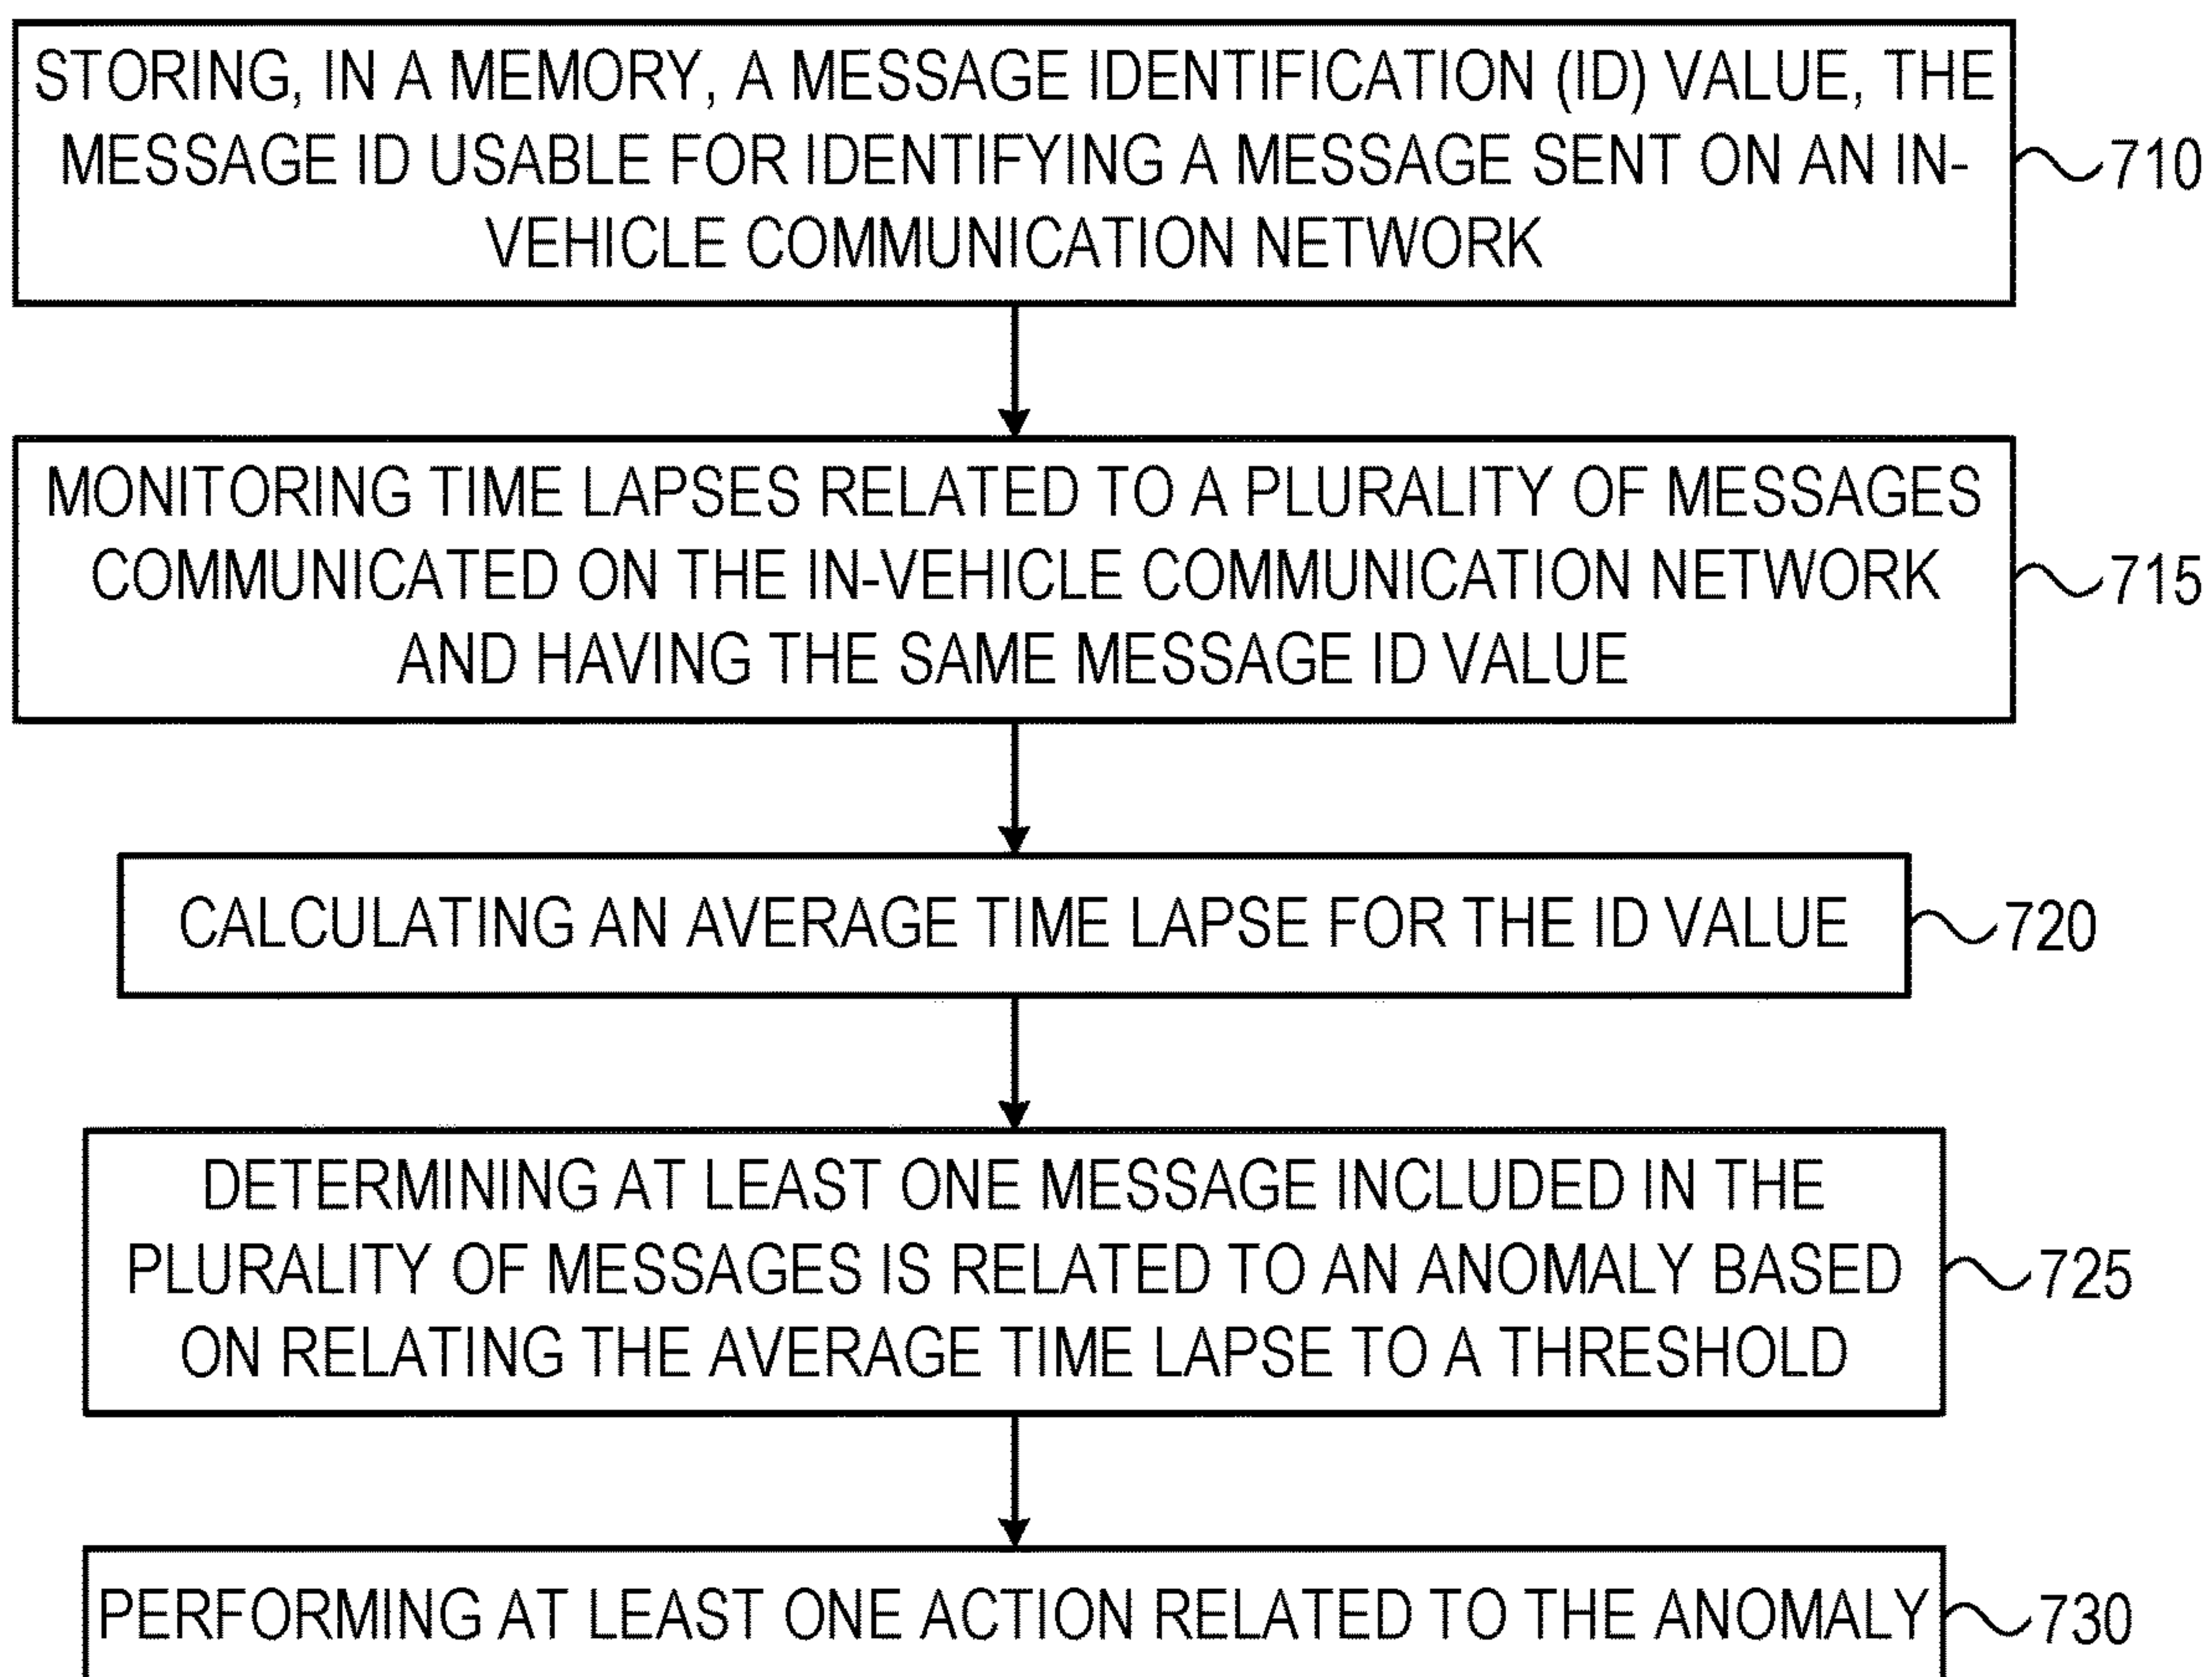 STORING, IN A MEMORY, A MESSAGE IDENTIFICATION (ID) VALUE, THE
MESSAGE ID USABLE FOR IDENTIFYING A MESSAGE SENT ON AN IN-
VEHICLE COMMUNICATION NETWORK
710
MONITORING TIME LAPSES RELATED TO A PLURALITY OF MESSAGES
COMMUNICATED ON THE IN-VEHICLE COMMUNICATION NETWORK
AND HAVING THE SAME MESSAGE ID VALUE
715
CALCULATING AN AVERAGE TIME LAPSE FOR THE ID VALUE
720
DETERMINING AT LEAST ONE MESSAGE INCLUDED IN THE
PLURALITY OF MESSAGES IS RELATED TO AN ANOMALY BASED
ON RELATING THE AVERAGE TIME LAPSE TO A THRESHOLD
725
PERFORMING AT LEAST ONE ACTION RELATED TO THE ANOMALY
730